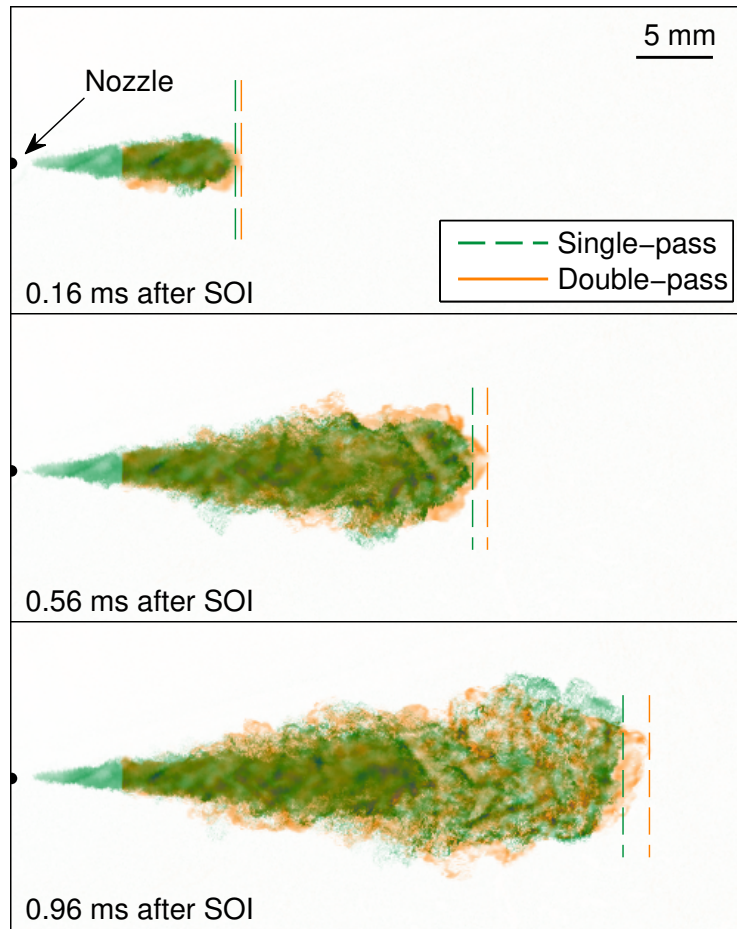 5 mm
Nozzle
Single−pass
Double−pass
0.16 ms after SOI
0.56 ms after SOI
0.96 ms after SOI